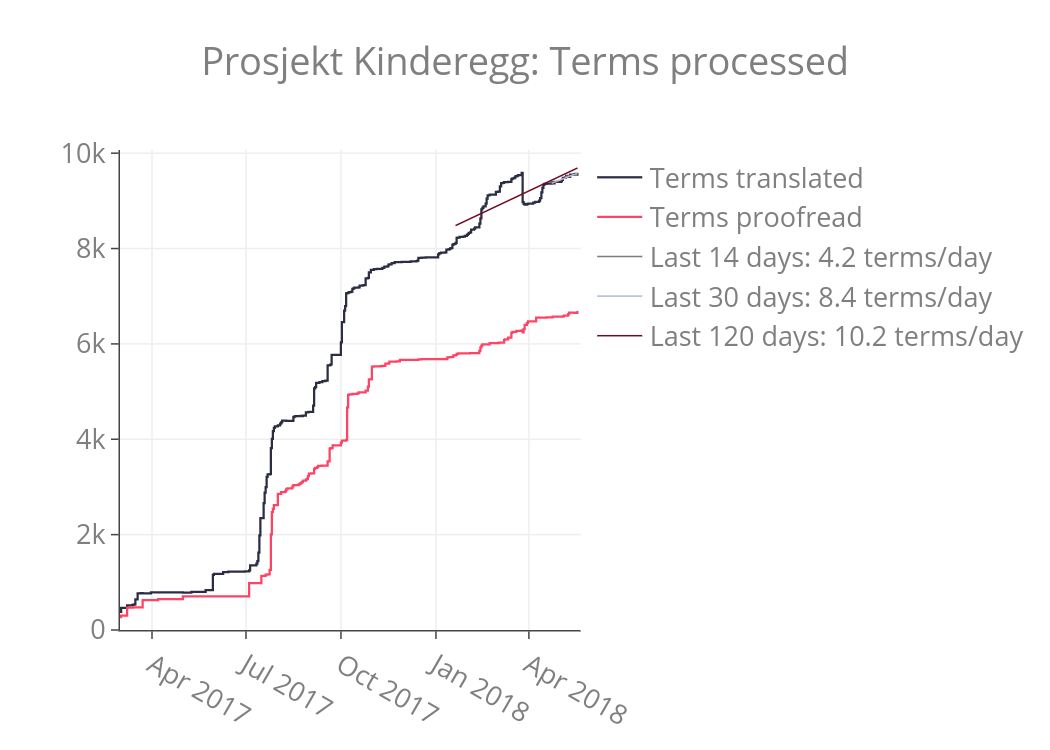 Prosjekt Kinderegg: Terms processed
10k
8k
6k
4k
2k
0
Apr 2017
Jul 2017
Oct 2017
Jan 2018
Apr 2018
Terms translated
Terms proofread
Last 14 days: 4.2 terms/day
Last 30 days: 8.4 terms/day
Last 120 days: 10.2 terms/day